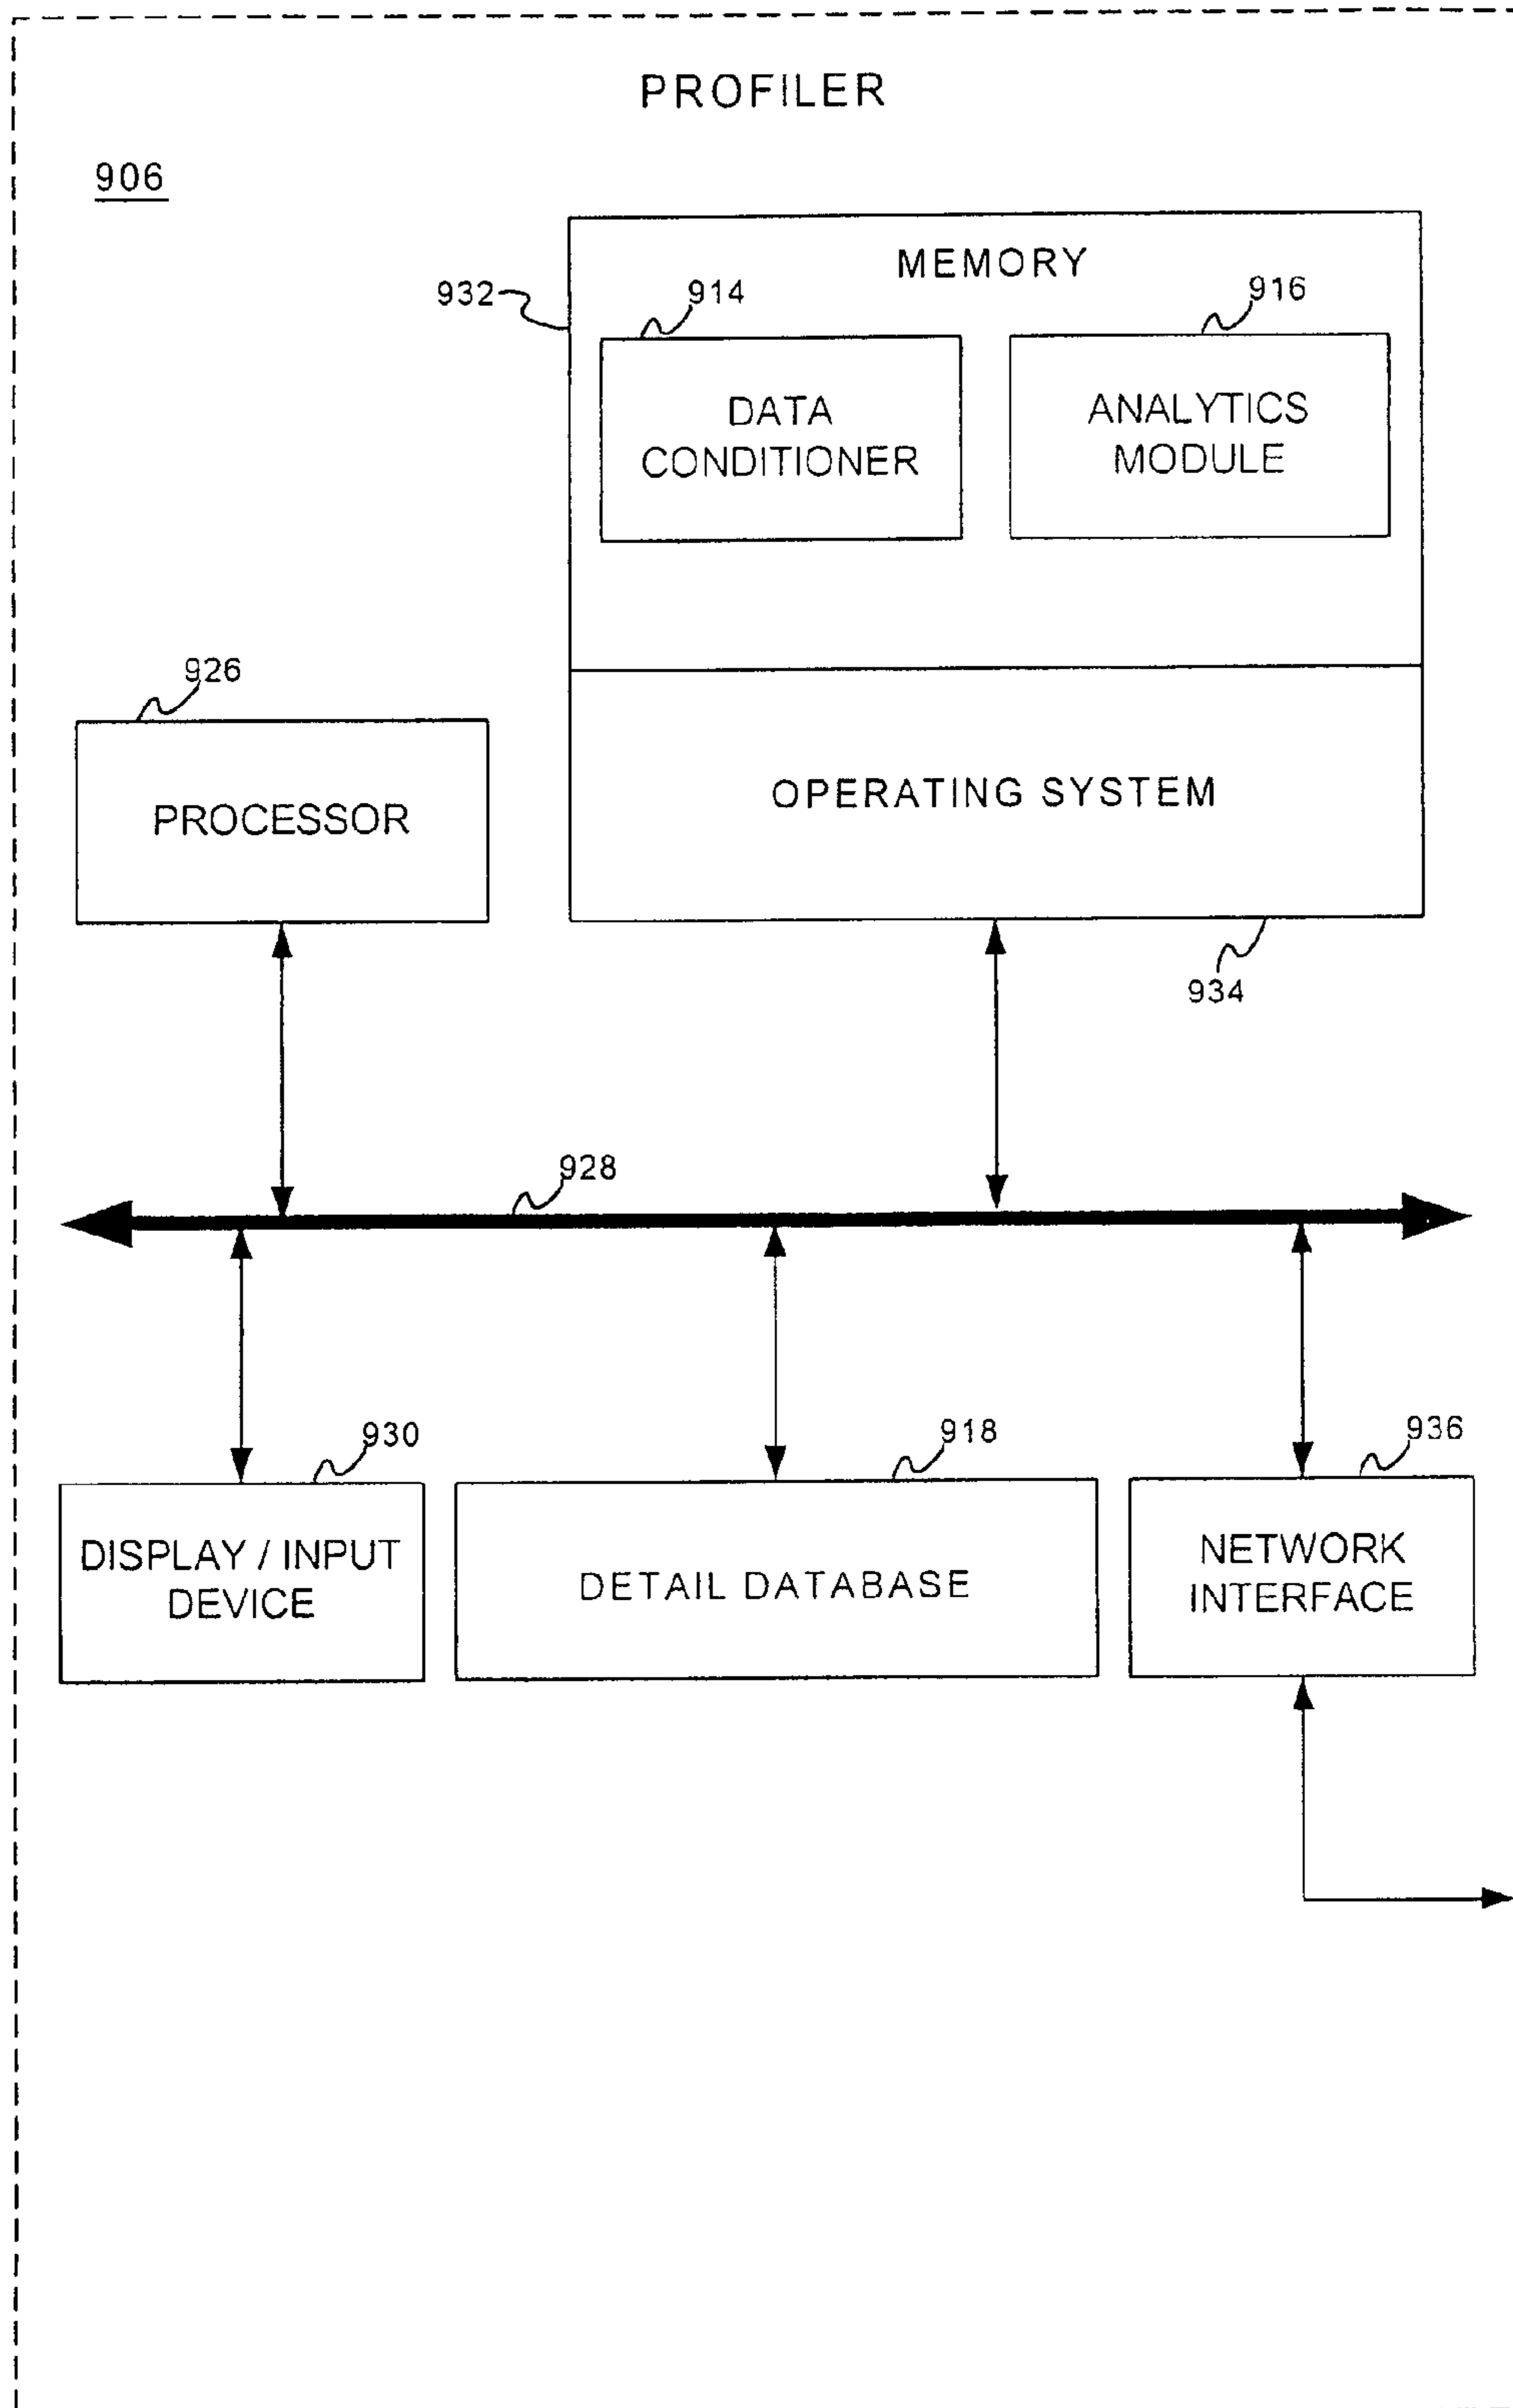 PROFILER
906
MEMORY
932
914
916
DATA
CONDITIONER
ANALYTICS
MODULE
926
PROCESSOR
OPERATING SYSTEM
934
928
930
918
936
DISPLAY / INPUT
DEVICE
DETAIL DATABASE
NETWORK
INTERFACE